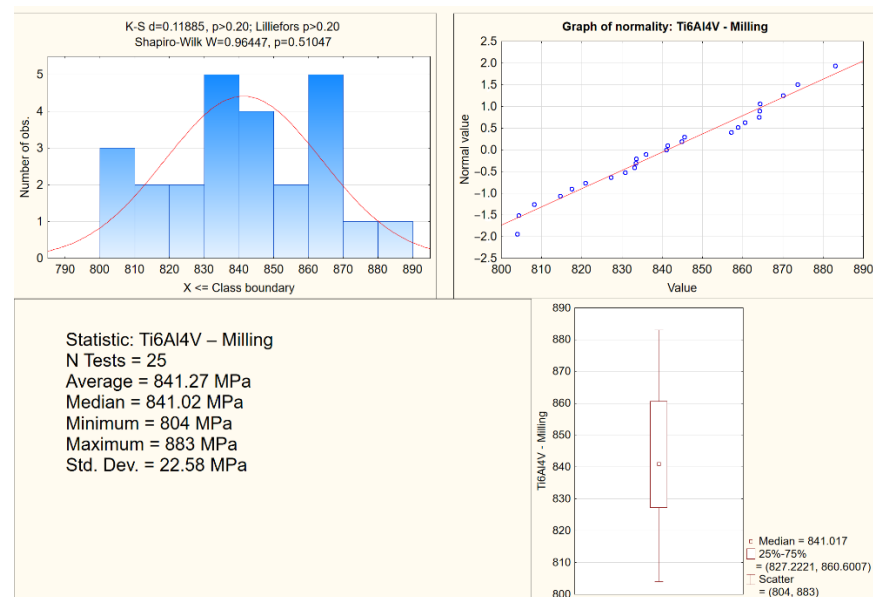 K-S d=0.11885, p>0.20; Lilliefors p>0.20
Shapiro-Wilk W=0.96447, p=0.51047
Number of obs.
5
4
3
2
1
0
790 800 810 820 830 840 850 860 870 880 890
X <= Class boundary
Graph of normality: Ti6Al4V - Milling
Normal value
2.5
2.0
1.5
1.0
0.5
0.0
−0.5
−1.0
−1.5
−2.0
−2.5
800 810 820 830 840 850 860 870 880 890
Value
Statistic: Ti6Al4V – Milling
N Tests = 25
Average = 841.27 MPa
Median = 841.02 MPa
Minimum = 804 MPa
Maximum = 883 MPa
Std. Dev. = 22.58 MPa
Ti6Al4V - Milling
890
880
870
860
850
840
830
820
810
800
Median = 841.017
25%-75%
= (827.2221, 860.6007)
Scatter
= (804, 883)